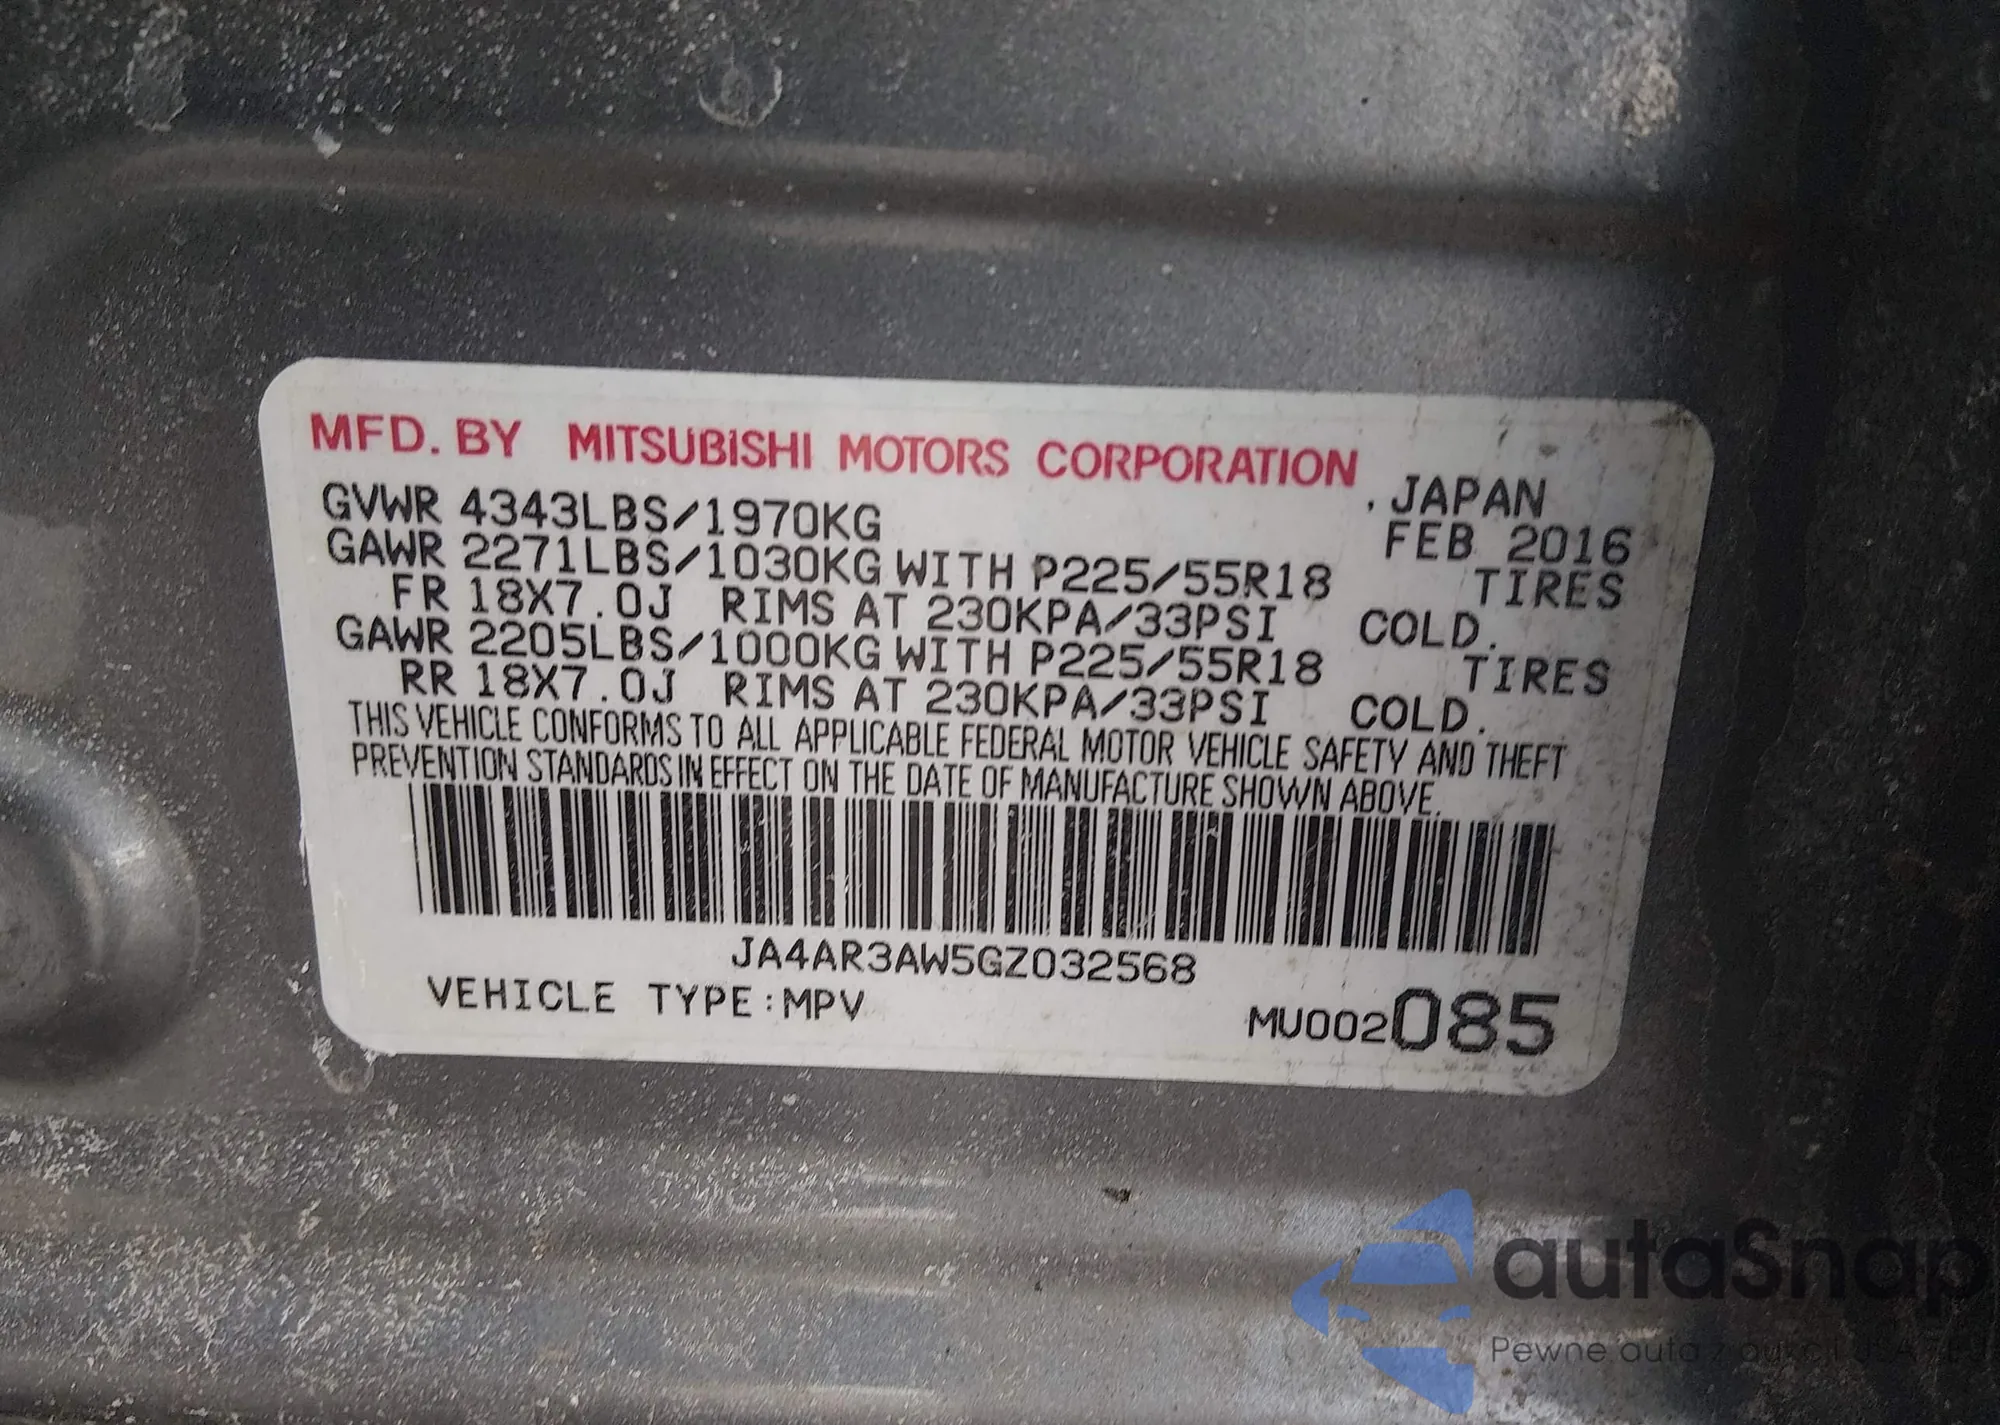 MFD. BY MITSUBISHI MOTORS CORPORATION
, JAPAN
GVWR 4343LBS/1970KG FEB 2016
GAWR 2271LBS/1030KG WITH P225/55R18 TIRES
FR 18X7.0J RIMS AT 230KPA/33PSI COLD.
GAWR 2205LBS/1000KG WITH P225/55R18 TIRES
RR 18X7.0J RIMS AT 230KPA/33PSI COLD.
THIS VEHICLE CONFORMS TO ALL APPLICABLE FEDERAL MOTOR VEHICLE SAFETY AND THEFT
PREVENTION STANDARDS IN EFFECT ON THE DATE OF MANUFACTURE SHOWN ABOVE.
JA4AR3AW5GZ032568
VEHICLE TYPE:MPV
MU002085
autaSnap
Pewne auta z aukcji